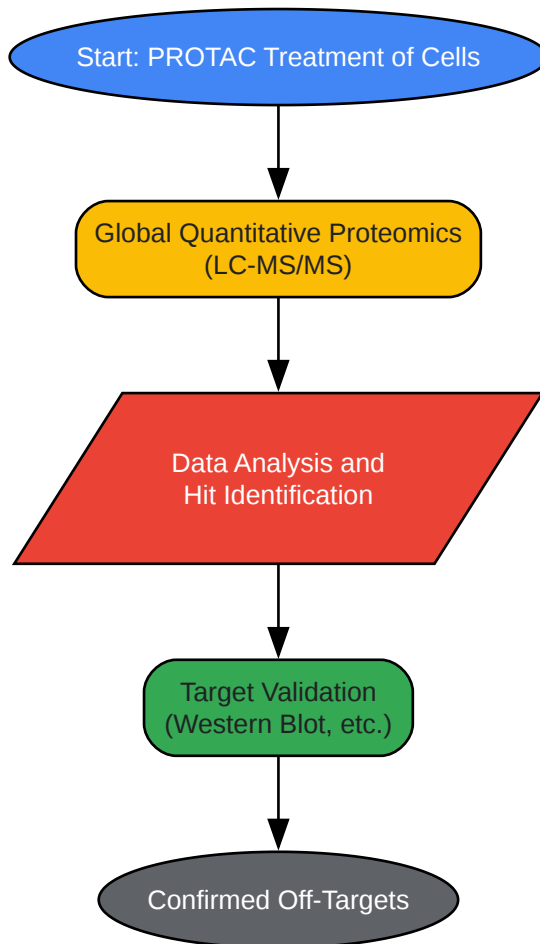 Start: PROTAC Treatment of Cells
Global Quantitative Proteomics
(LC-MS/MS)
Data Analysis and
Hit Identification
Target Validation
(Western Blot, etc.)
Confirmed Off-Targets